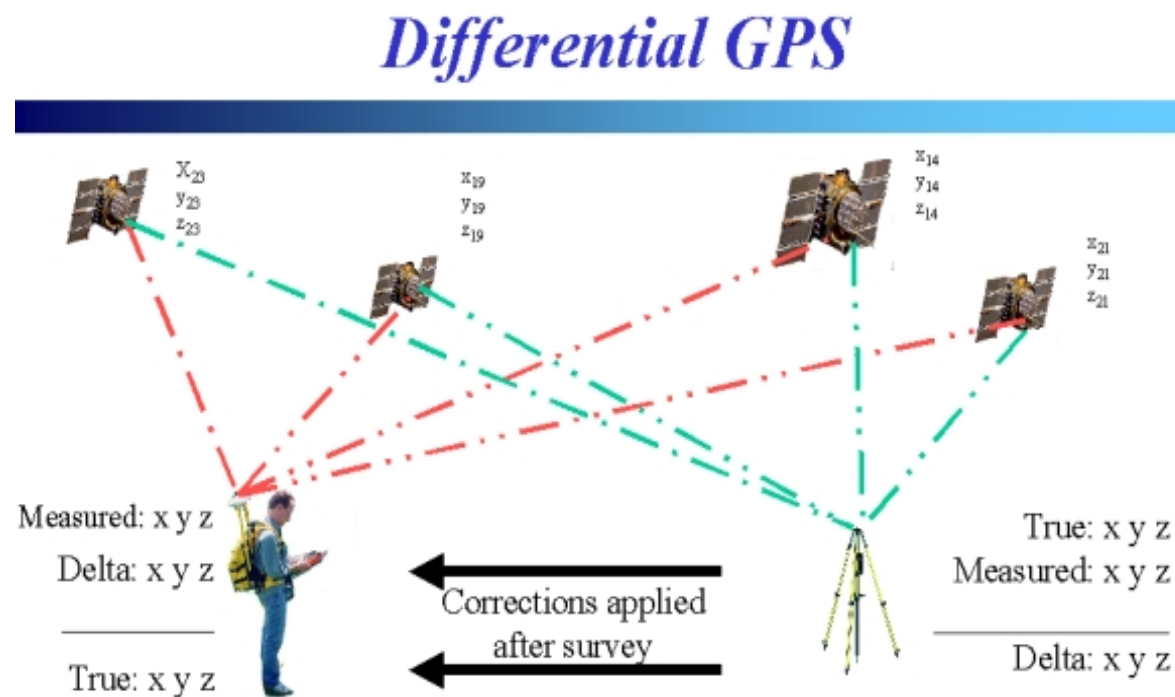 Differential GPS
X23
y23
z23
x19
y19
z19
x14
y14
z14
x21
y21
z21
Measured: x y z
Delta: x y z
True: x y z
Corrections applied
after survey
True: x y z
Measured: x y z
Delta: x y z